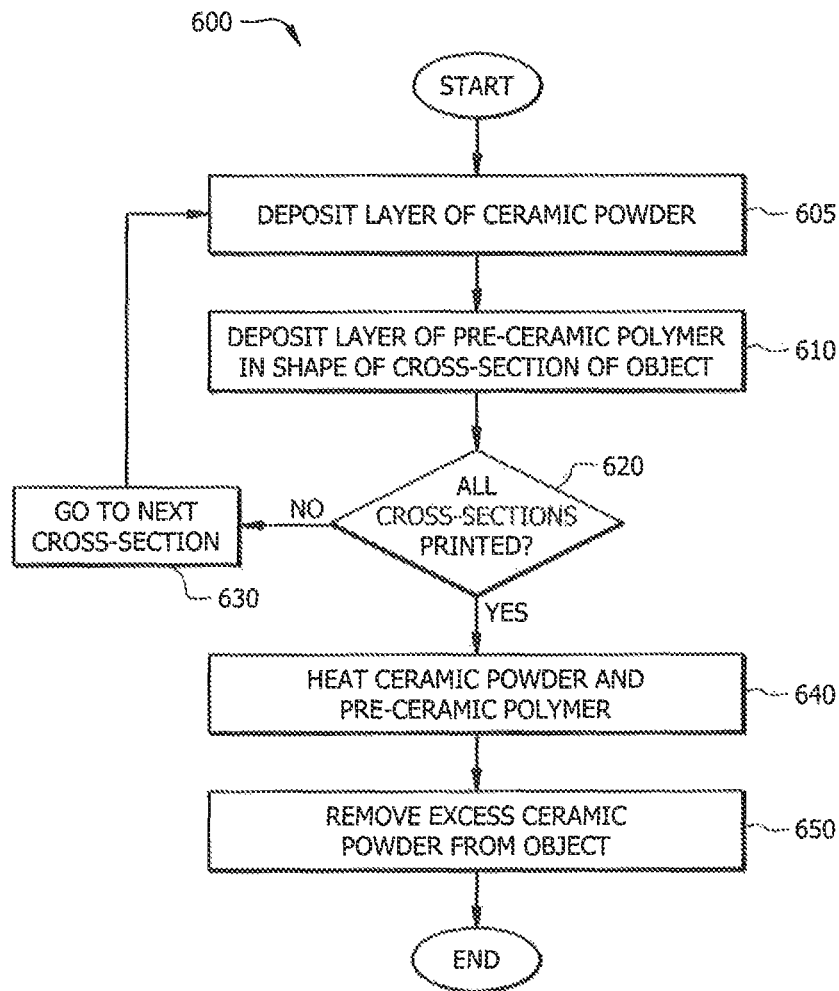 600
START
DEPOSIT LAYER OF CERAMIC POWDER
605
DEPOSIT LAYER OF PRE-CERAMIC POLYMER
IN SHAPE OF CROSS-SECTION OF OBJECT
610
620
ALL
CROSS-SECTIONS
PRINTED?
NO
GO TO NEXT
CROSS-SECTION
630
YES
HEAT CERAMIC POWDER AND
PRE-CERAMIC POLYMER
640
REMOVE EXCESS CERAMIC
POWDER FROM OBJECT
650
END